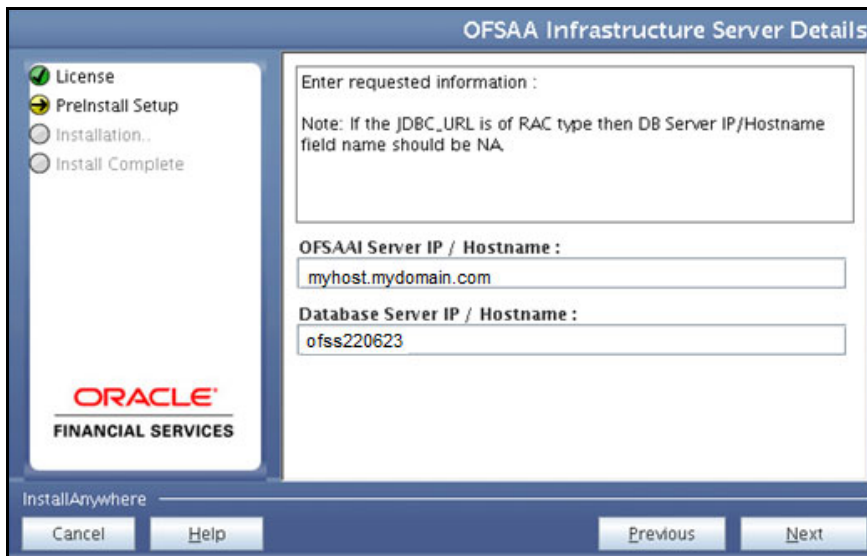 OFSAA Infrastructure Server Details
License
PreInstall Setup
Installation..
Install Complete
ORACLE
FINANCIAL SERVICES
Enter requested information :
Note: If the JDBC_URL is of RAC type then DB Server IP/Hostname
field name should be NA.
OFSAAI Server IP / Hostname :
myhost.mydomain.com
Database Server IP / Hostname :
ofss220623
InstallAnywhere
Cancel
Help
Previous
Next